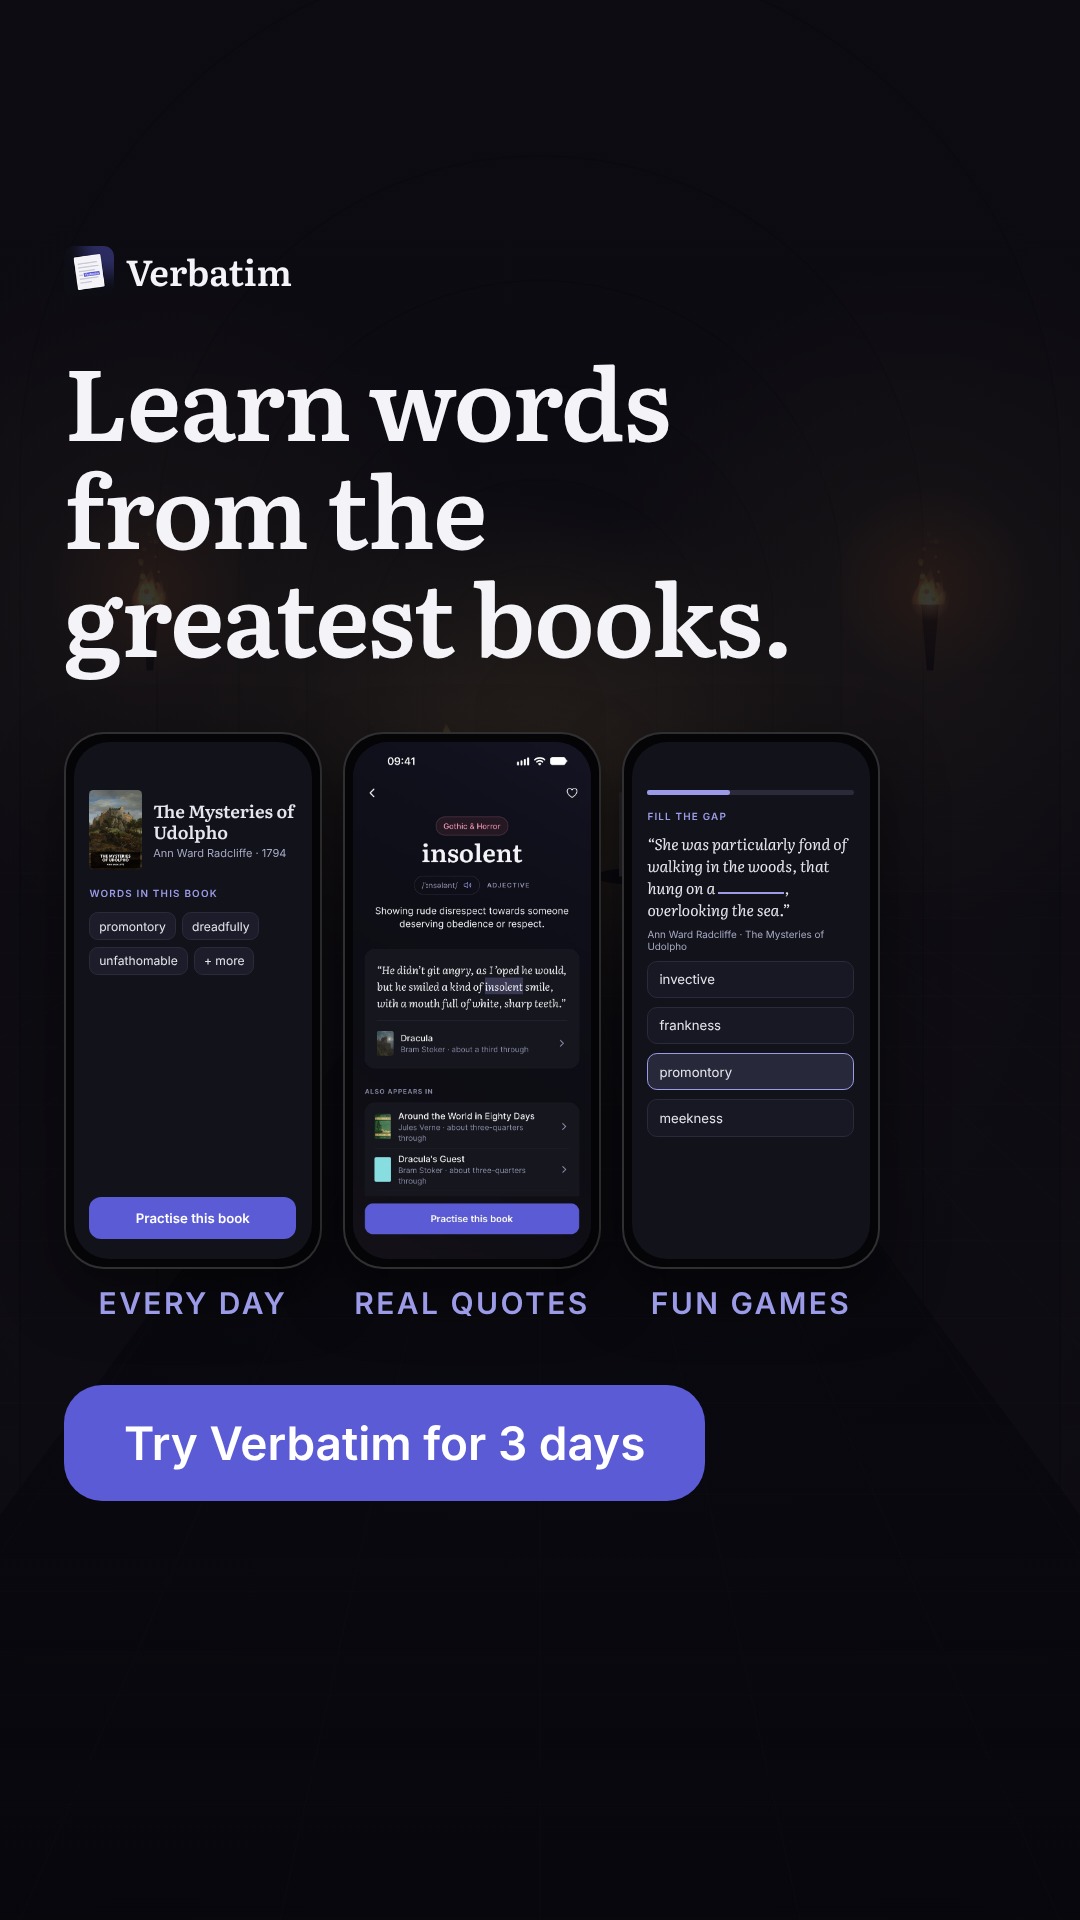 Verbatim
Learn words
from the
greatest books.
The Mysteries of
Udolpho
Ann Ward Radcliffe · 1794
THE MYSTERIES
OF UDOLPHO
WORDS IN THIS BOOK
promontory
dreadfully
unfathomable
+ more
Practise this book
EVERY DAY
09:41
Gothic & Horror
insolent
/ˈɪnsələnt/
ADJECTIVE
Showing rude disrespect towards someone
deserving obedience or respect.
“He didn’t git angry, as I ’oped he would,
but he smiled a kind of insolent smile,
with a mouth full of white, sharp teeth.”
Dracula
Bram Stoker · about a third through
ALSO APPEARS IN
Around the World in Eighty Days
Jules Verne · about three-quarters
through
Dracula's Guest
Bram Stoker · about three-quarters
through
Practise this book
REAL QUOTES
FILL THE GAP
“She was particularly fond of
walking in the woods, that
hung on a ________,
overlooking the sea.”
Ann Ward Radcliffe · The Mysteries of
Udolpho
invective
frankness
promontory
meekness
FUN GAMES
Try Verbatim for 3 days